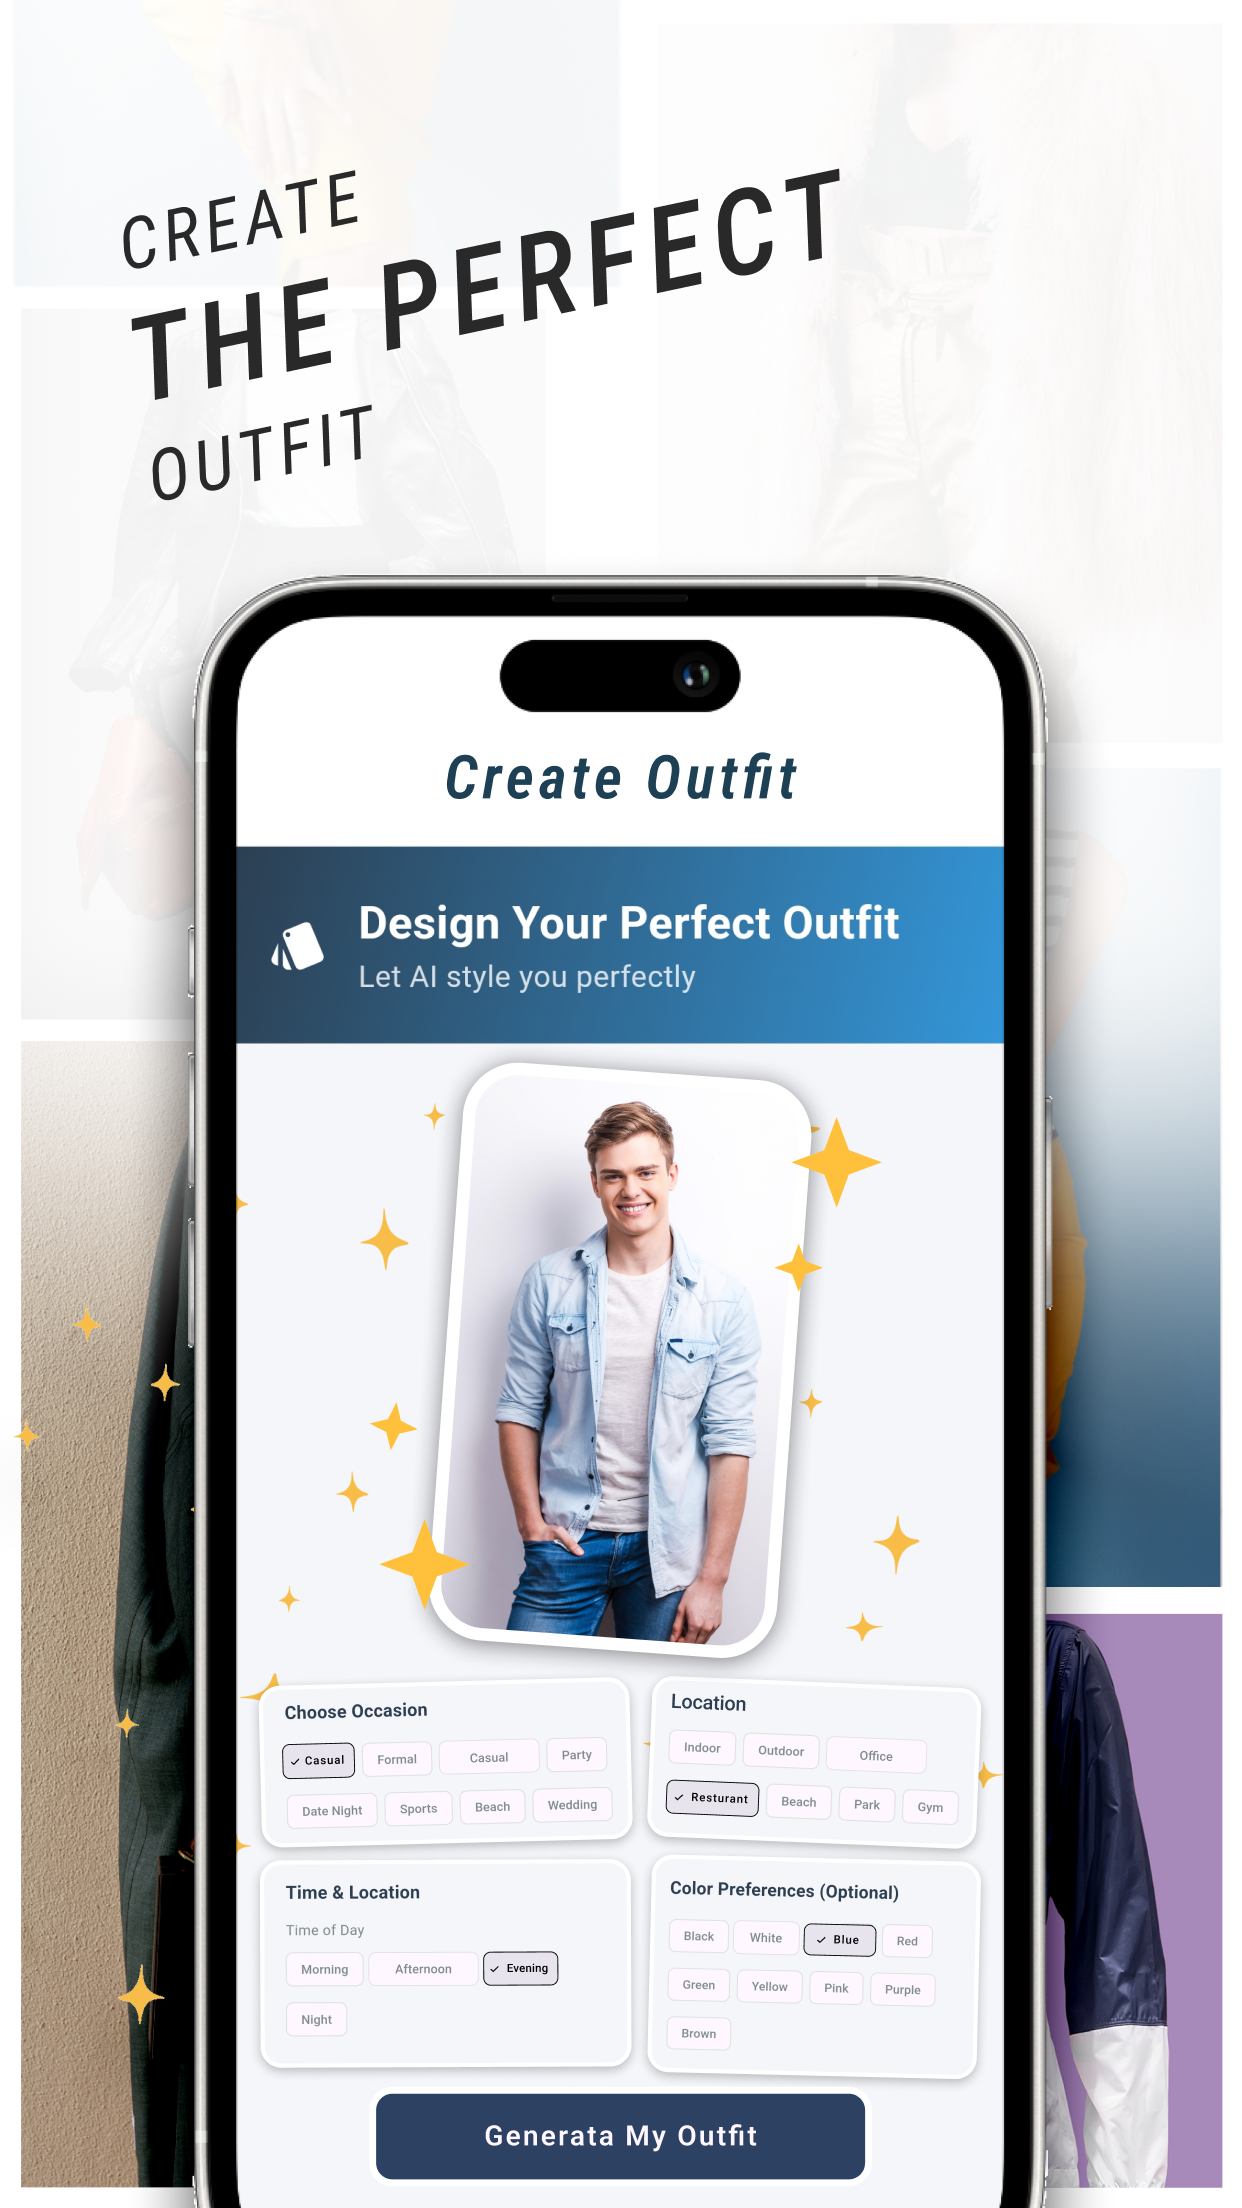 CREATE
THE PERFECT
OUTFIT
Create Outfit
Design Your Perfect Outfit
Let AI style you perfectly
Choose Occasion
Casual Formal Casual Party
Date Night Sports Beach Wedding
Location
Indoor Outdoor Office
Resturant Beach Park Gym
Time & Location
Time of Day
Morning Afternoon Evening
Night
Color Preferences (Optional)
Black White Blue Red
Green Yellow Pink Purple
Brown
Generata My Outfit